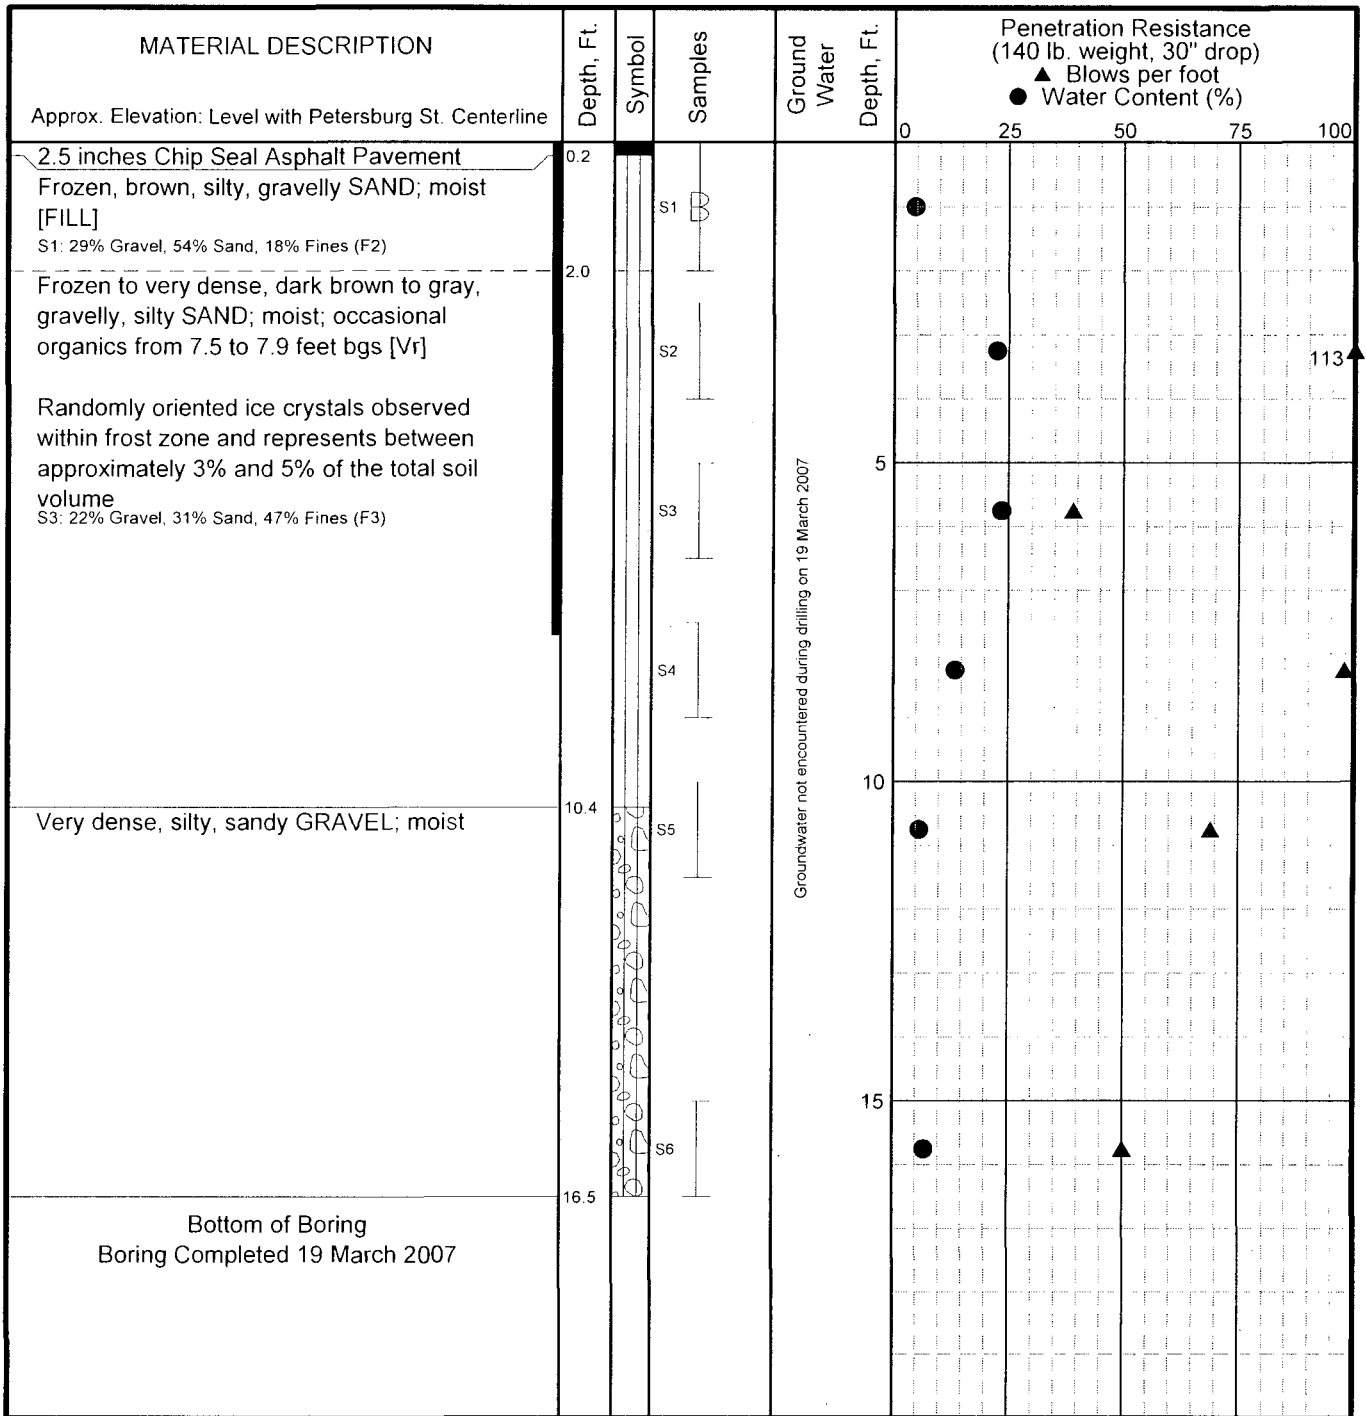 MATERIAL DESCRIPTION
Approx. Elevation: Level with Petersburg St. Centerline
Depth, Ft.
Symbol
Samples
Ground
Water
Depth, Ft.
Penetration Resistance
(140 lb. weight, 30" drop)
▲ Blows per foot
● Water Content (%)
0 25 50 75 100
2.5 inches Chip Seal Asphalt Pavement
0.2
Frozen, brown, silty, gravelly SAND; moist
[FILL]
S1: 29% Gravel, 54% Sand, 18% Fines (F2)
S1
2.0
Frozen to very dense, dark brown to gray,
gravelly, silty SAND; moist; occasional
organics from 7.5 to 7.9 feet bgs [Vr]
S2
113
Randomly oriented ice crystals observed
within frost zone and represents between
approximately 3% and 5% of the total soil
volume
S3: 22% Gravel, 31% Sand, 47% Fines (F3)
5
S3
Groundwater not encountered during drilling on 19 March 2007
S4
10
10.4
Very dense, silty, sandy GRAVEL; moist
S5
15
S6
16.5
Bottom of Boring
Boring Completed 19 March 2007